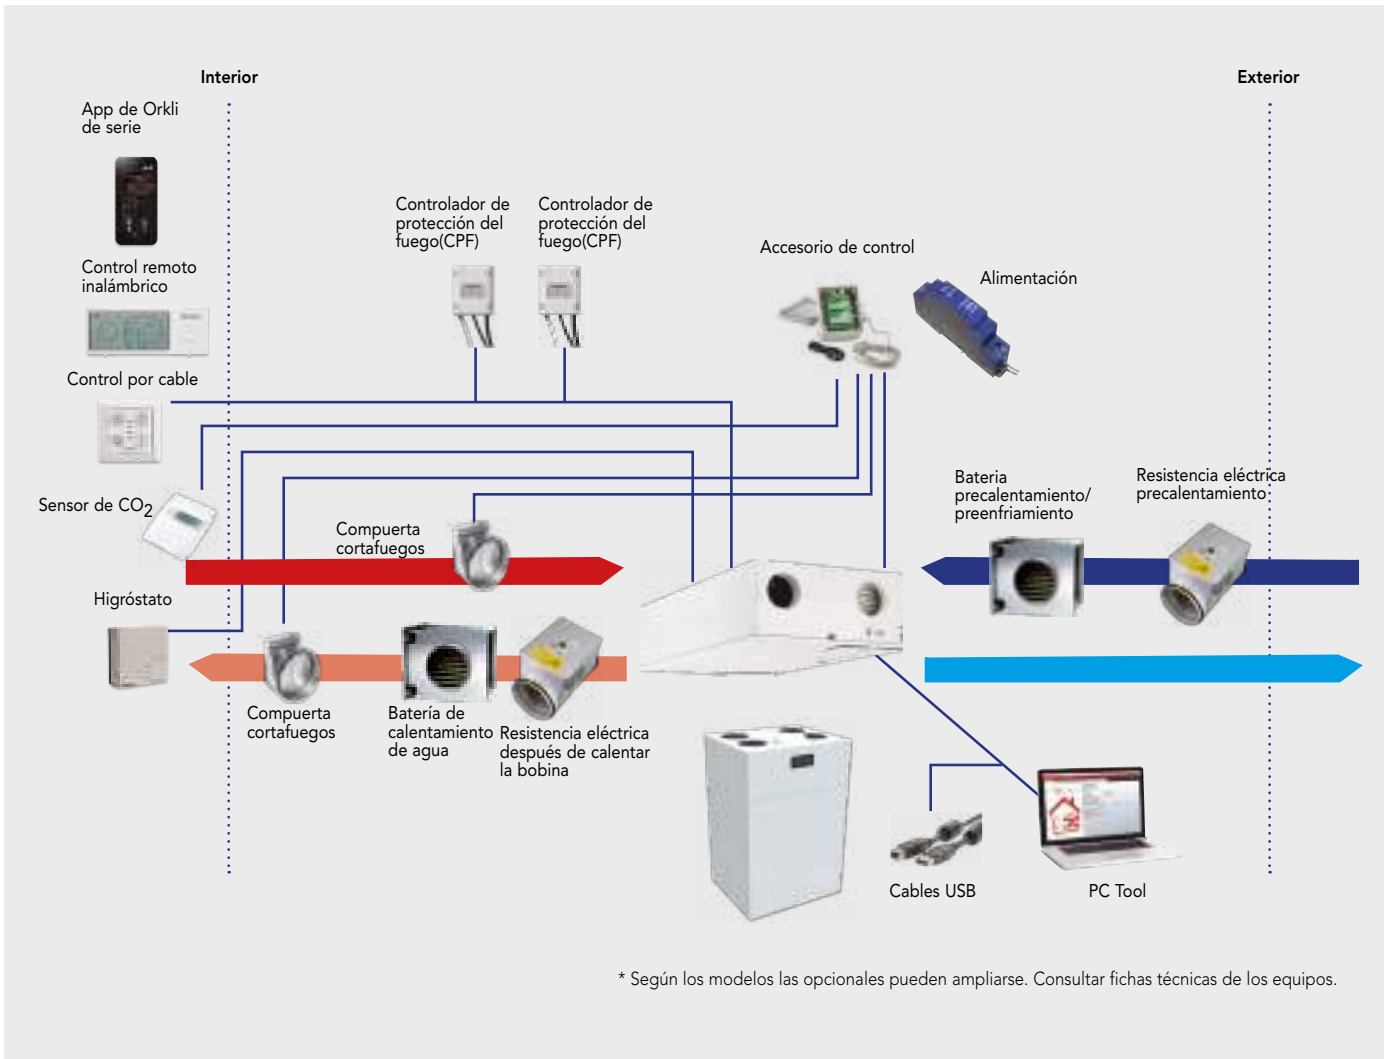 Interior
Exterior
App de Orkli
de serie
Control remoto
inalámbrico
Control por cable
Sensor de CO2
Higróstato
Controlador de
protección del
fuego(CPF)
Controlador de
protección del
fuego(CPF)
Accesorio de control
Alimentación
Bateria
precalentamiento/
preenfriamiento
Resistencia eléctrica
precalentamiento
Compuerta
cortafuegos
Compuerta
cortafuegos
Batería de
calentamiento
de agua
Resistencia eléctrica
después de calentar
la bobina
Cables USB
PC Tool
* Según los modelos las opcionales pueden ampliarse. Consultar fichas técnicas de los equipos.